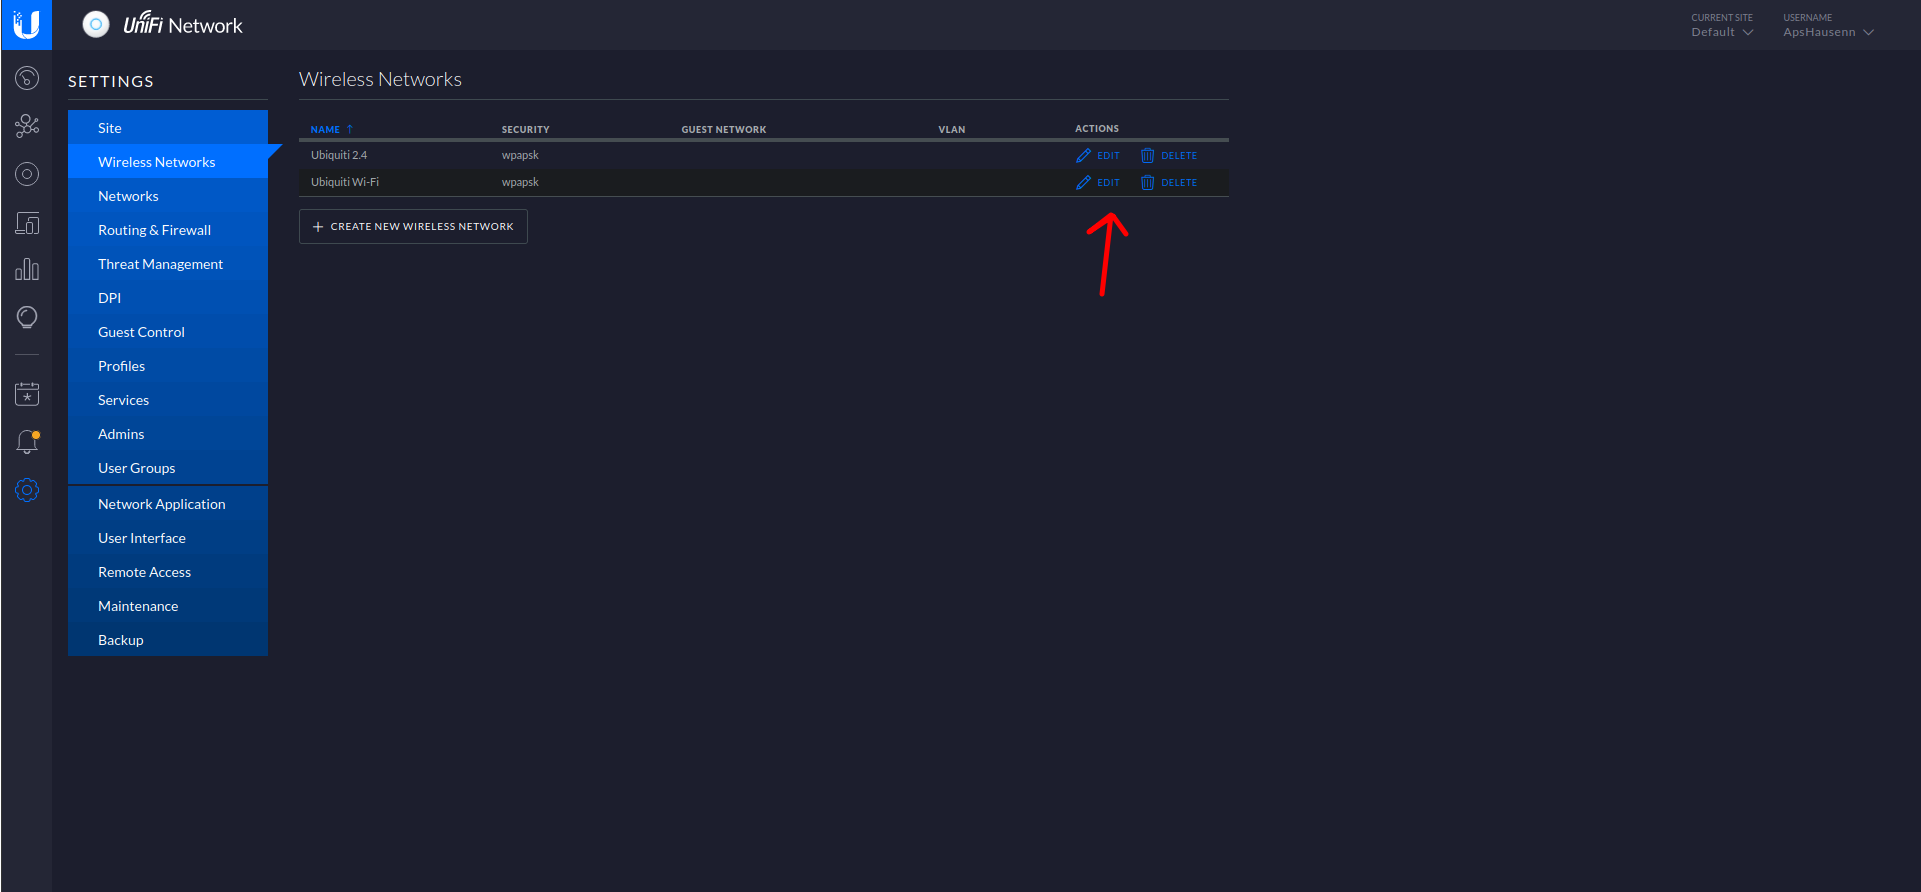 UniFi Network
CURRENT SITE
Default
USERNAME
ApsHausenn
SETTINGS
Site
Wireless Networks
Networks
Routing & Firewall
Threat Management
DPI
Guest Control
Profiles
Services
Admins
User Groups
Network Application
User Interface
Remote Access
Maintenance
Backup
Wireless Networks
NAME ↑ SECURITY GUEST NETWORK VLAN ACTIONS
Ubiquiti 2.4 wpapsk EDIT DELETE
Ubiquiti Wi-Fi wpapsk EDIT DELETE
+ CREATE NEW WIRELESS NETWORK